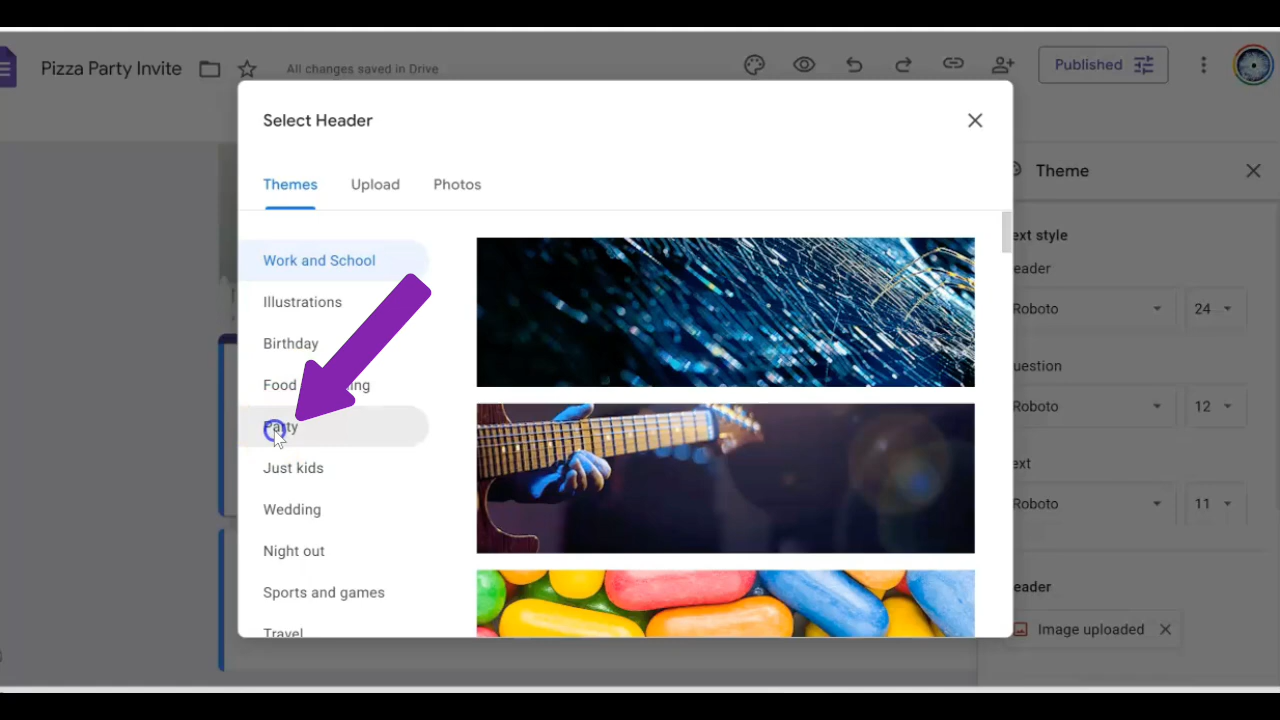 Pizza Party Invite
All changes saved in Drive
Published
Select Header
Themes Upload Photos
Work and School
Illustrations
Birthday
Food
Party
Just kids
Wedding
Night out
Sports and games
Travel
Theme
ext style
eader
Roboto 24
uestion
Roboto 12
ext
Roboto 11
eader
Image uploaded